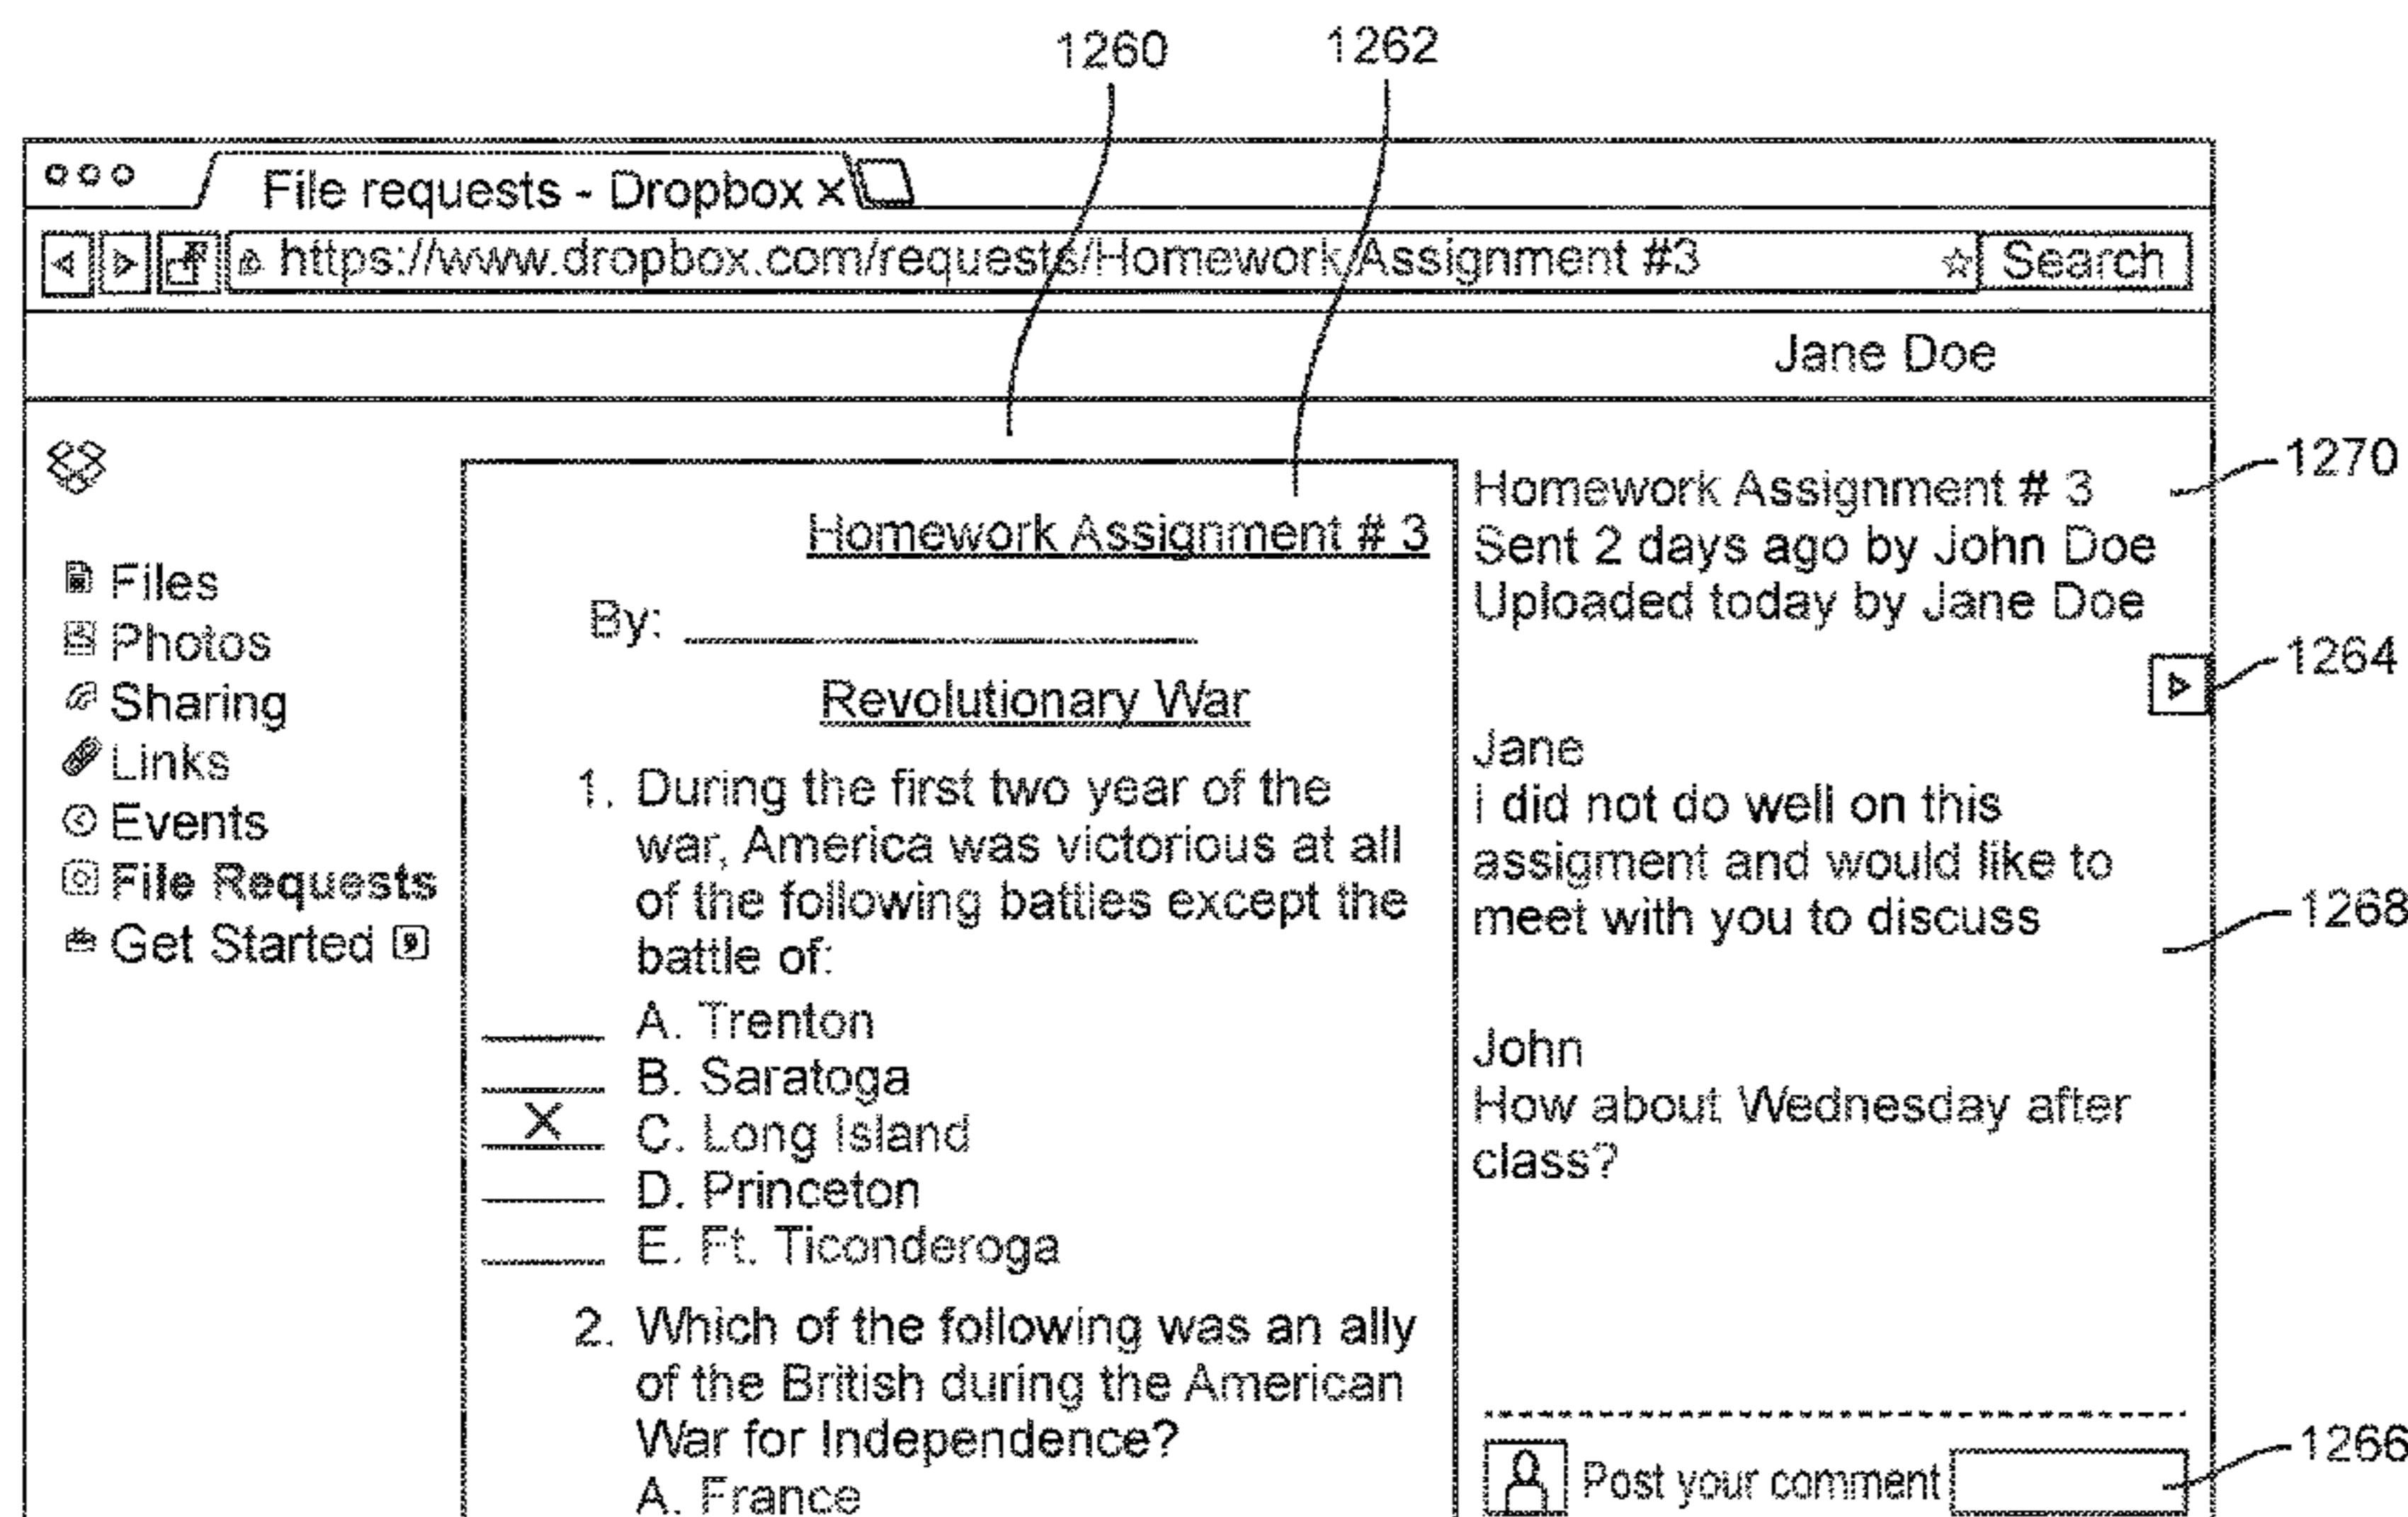 1260 1262
File requests - Dropbox x
https://www.dropbox.com/requests/Homework Assignment #3 Search
Jane Doe
Files
Photos
Sharing
Links
Events
File Requests
Get Started 9
Homework Assignment # 3
By:
Revolutionary War
1. During the first two year of the
war, America was victorious at all
of the following battles except the
battle of:
A. Trenton
B. Saratoga
X C. Long Island
D. Princeton
E. Ft. Ticonderoga
2. Which of the following was an ally
of the British during the American
War for Independence?
A. France
Homework Assignment # 3
Sent 2 days ago by John Doe
Uploaded today by Jane Doe
1270
1264
Jane
i did not do well on this
assigment and would like to
meet with you to discuss
1268
John
How about Wednesday after
class?
Post your comment
1266